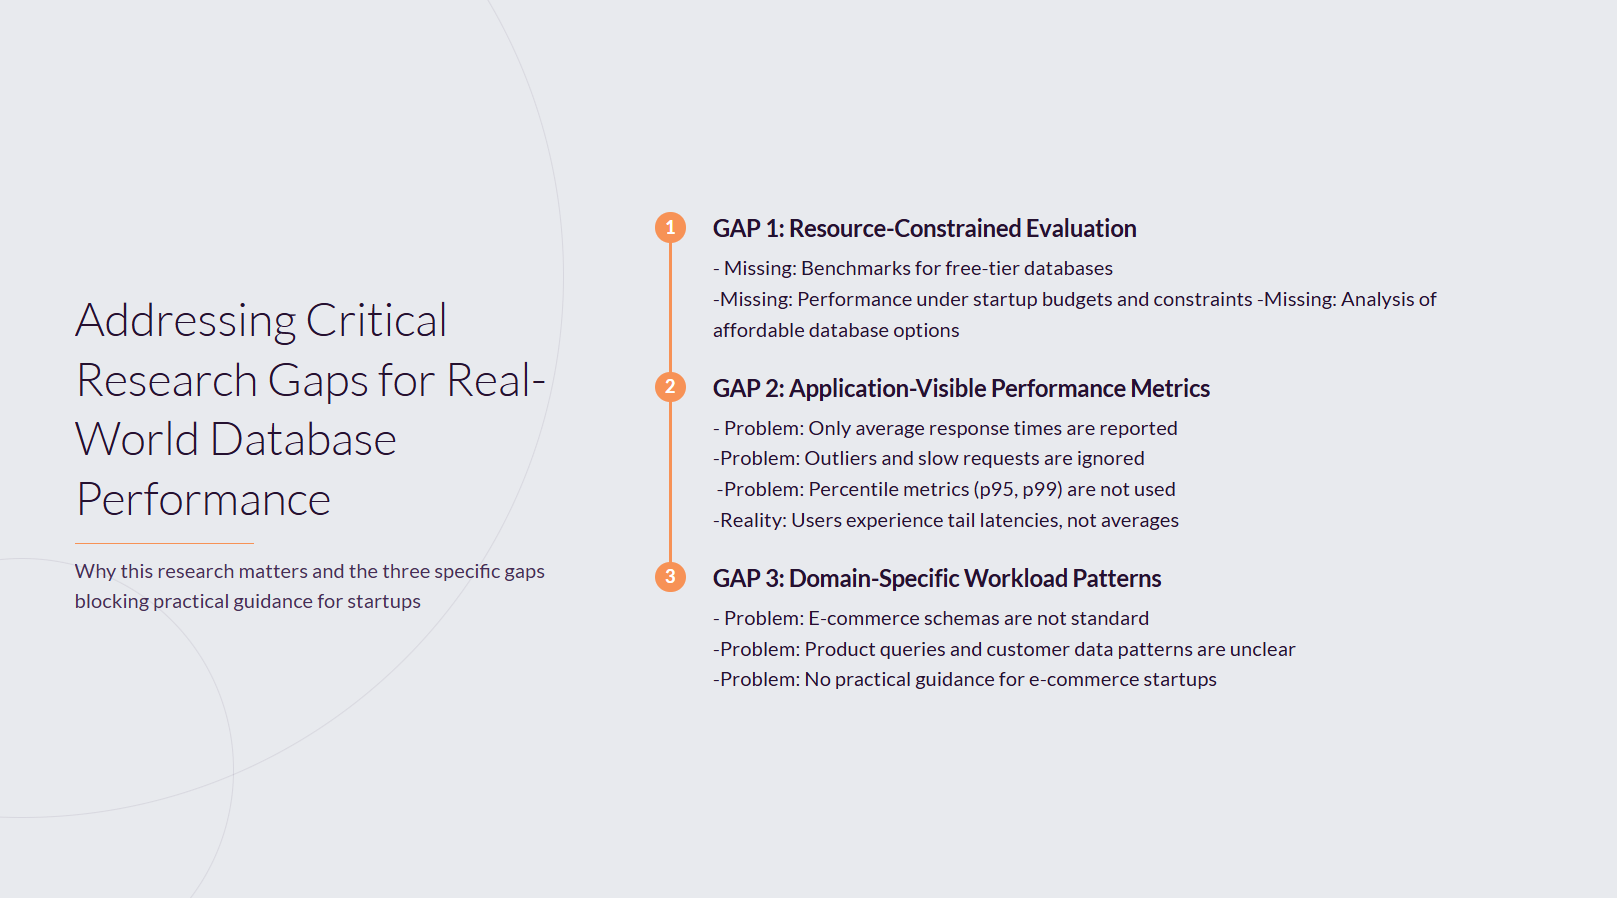 Addressing Critical
Research Gaps for Real-
World Database
Performance
Why this research matters and the three specific gaps
blocking practical guidance for startups
1
GAP 1: Resource-Constrained Evaluation
- Missing: Benchmarks for free-tier databases
-Missing: Performance under startup budgets and constraints -Missing: Analysis of
affordable database options
2
GAP 2: Application-Visible Performance Metrics
- Problem: Only average response times are reported
-Problem: Outliers and slow requests are ignored
-Problem: Percentile metrics (p95, p99) are not used
-Reality: Users experience tail latencies, not averages
3
GAP 3: Domain-Specific Workload Patterns
- Problem: E-commerce schemas are not standard
-Problem: Product queries and customer data patterns are unclear
-Problem: No practical guidance for e-commerce startups